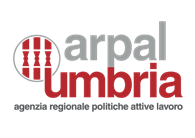 arpal
umbria
agenzia regionale politiche attive lavoro